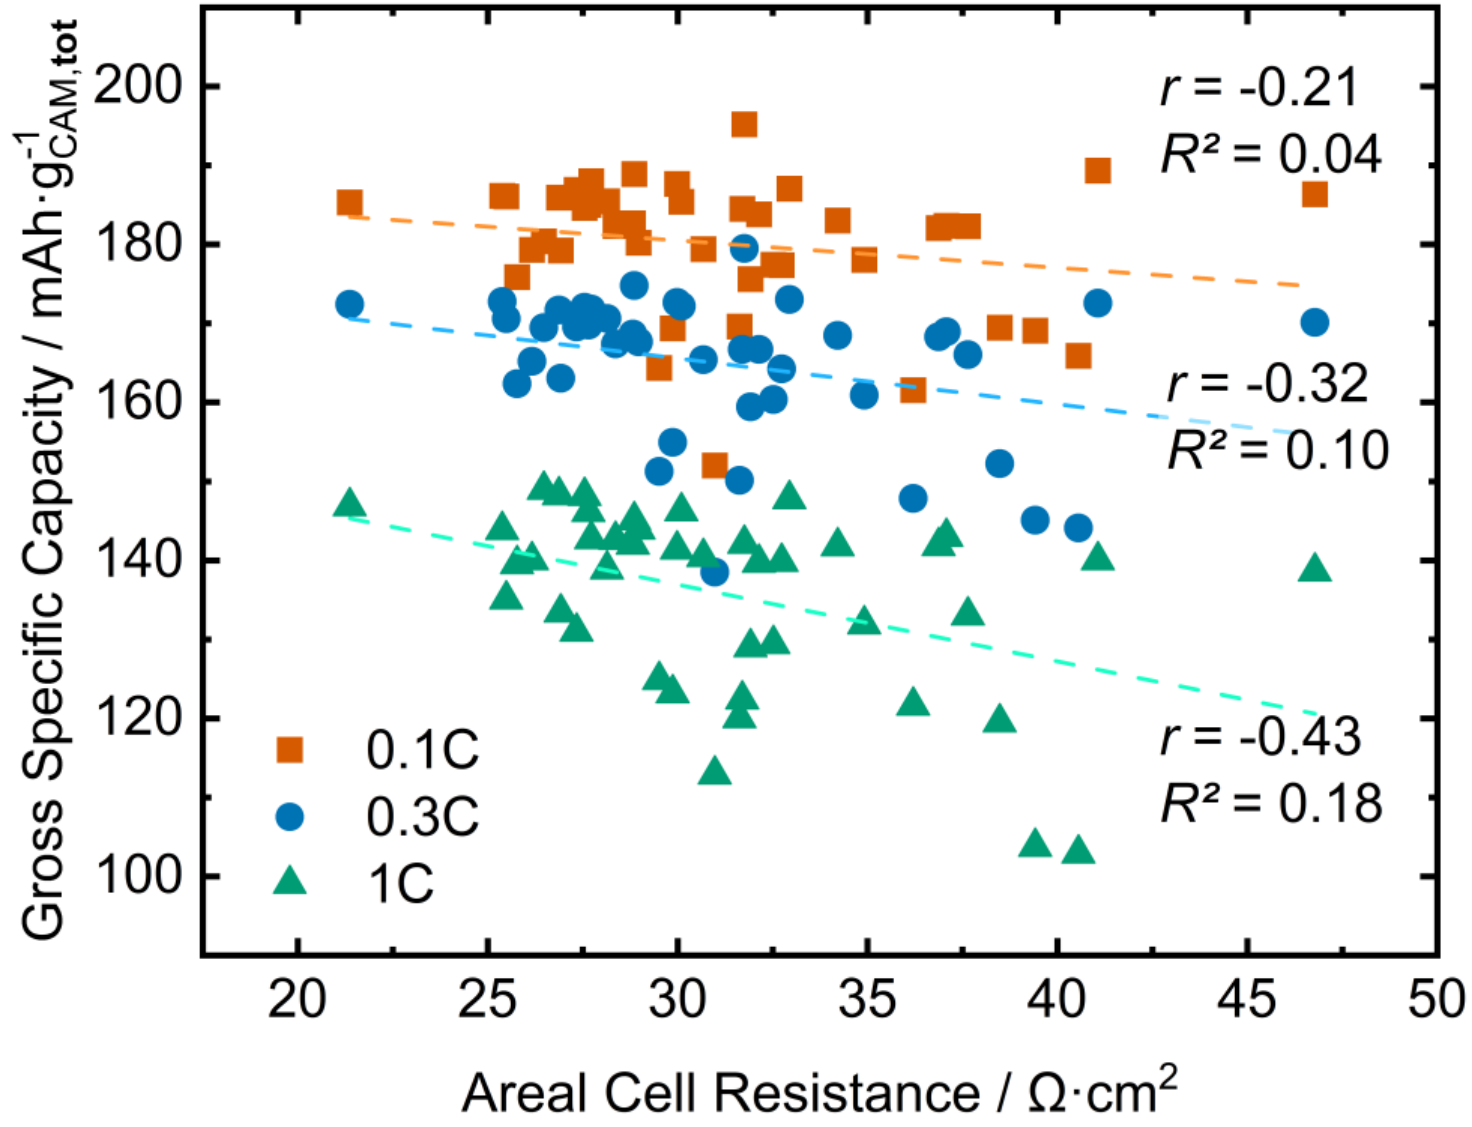 Gross Specific Capacity / mAh·g⁻¹CAM,tot
200
180
160
140
120
100
r = -0.21
R² = 0.04
r = -0.32
R² = 0.10
r = -0.43
R² = 0.18
0.1C
0.3C
1C
20 25 30 35 40 45 50
Areal Cell Resistance / Ω·cm²